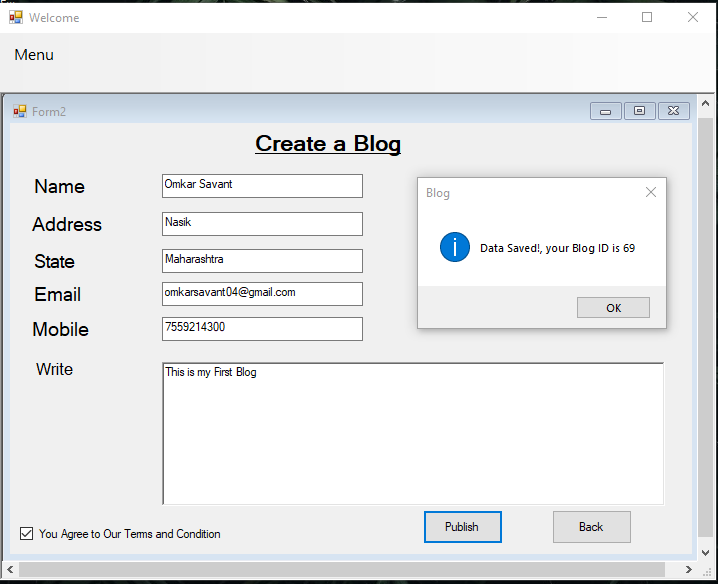 Welcome
Menu
Form2
Create a Blog
Name
Omkar Savant
Address
Nasik
State
Maharashtra
Email
omkarsavant04@gmail.com
Mobile
7559214300
Blog
Data Saved!, your Blog ID is 69
OK
Write
This is my First Blog
You Agree to Our Terms and Condition
Publish
Back